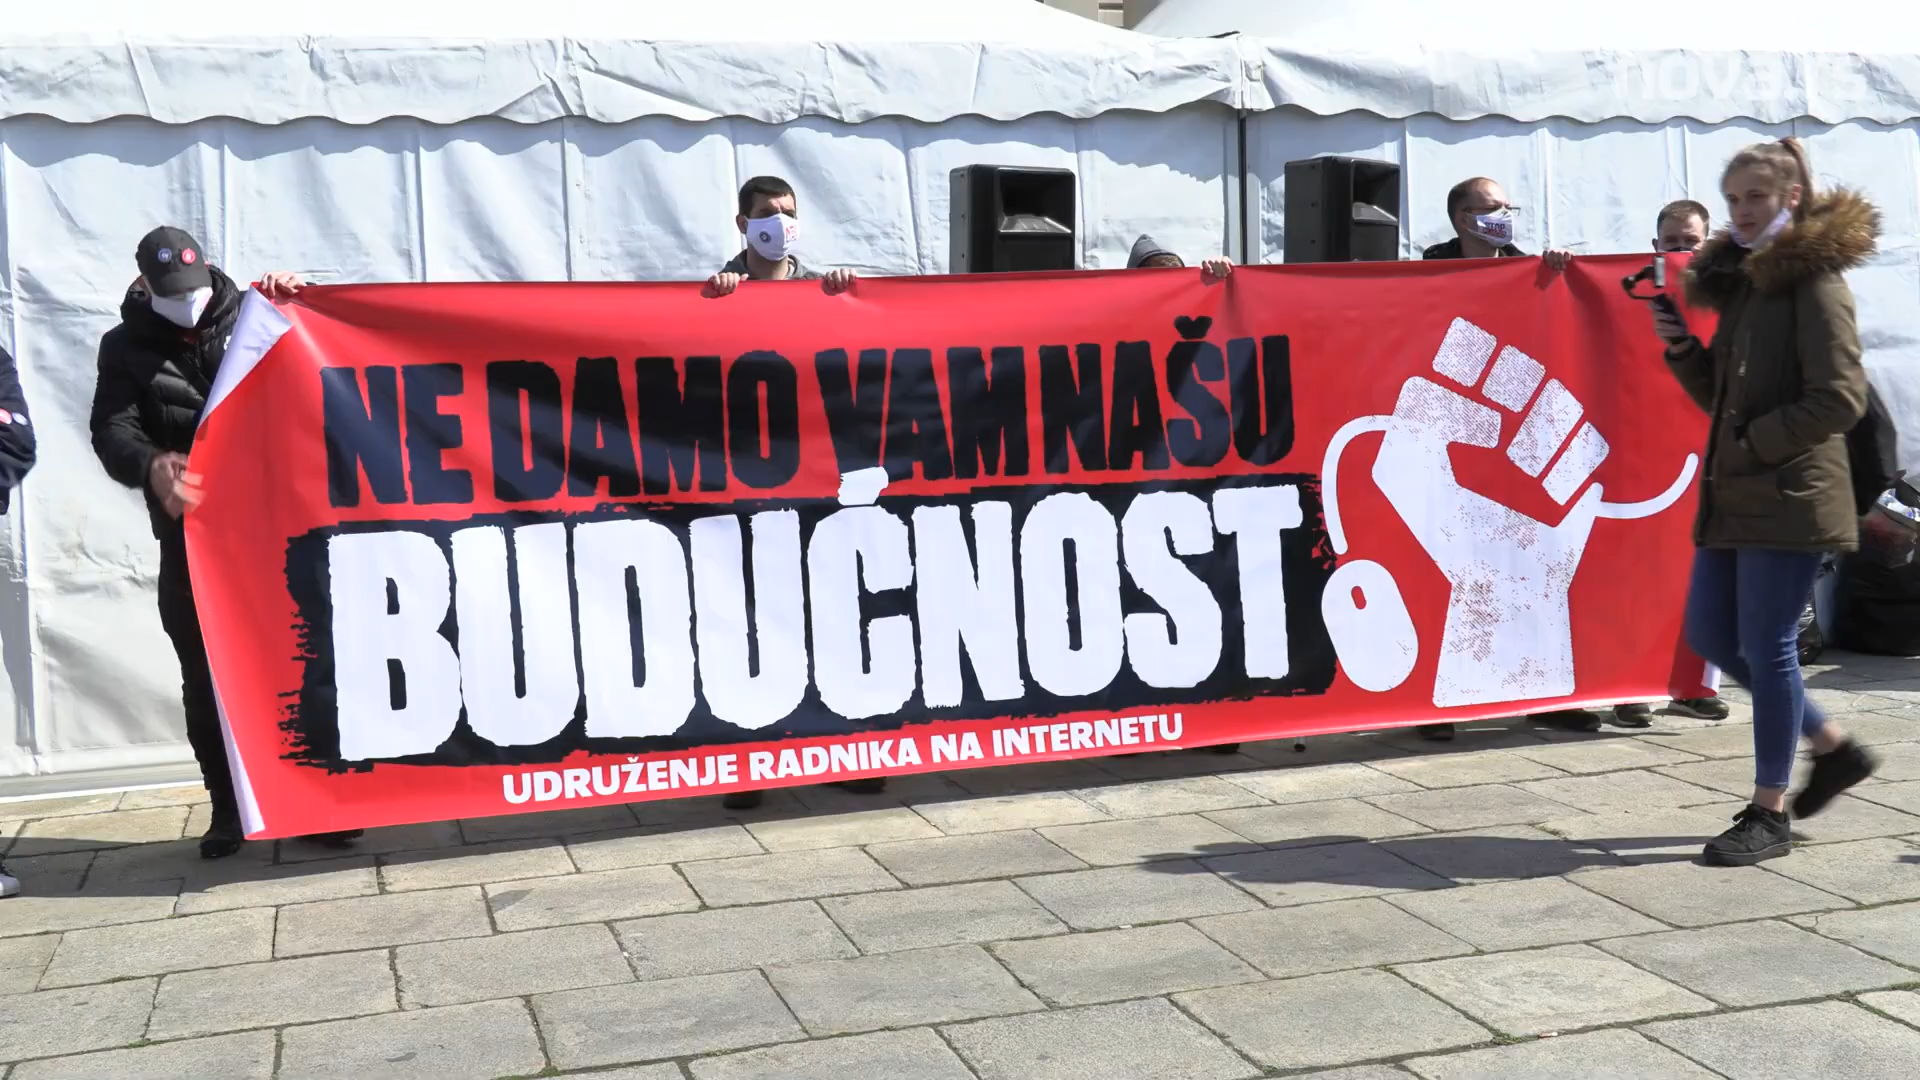 nova.rs
NE DAMO VAM NAŠU
BUDUĆNOST
UDRUŽENJE RADNIKA NA INTERNETU